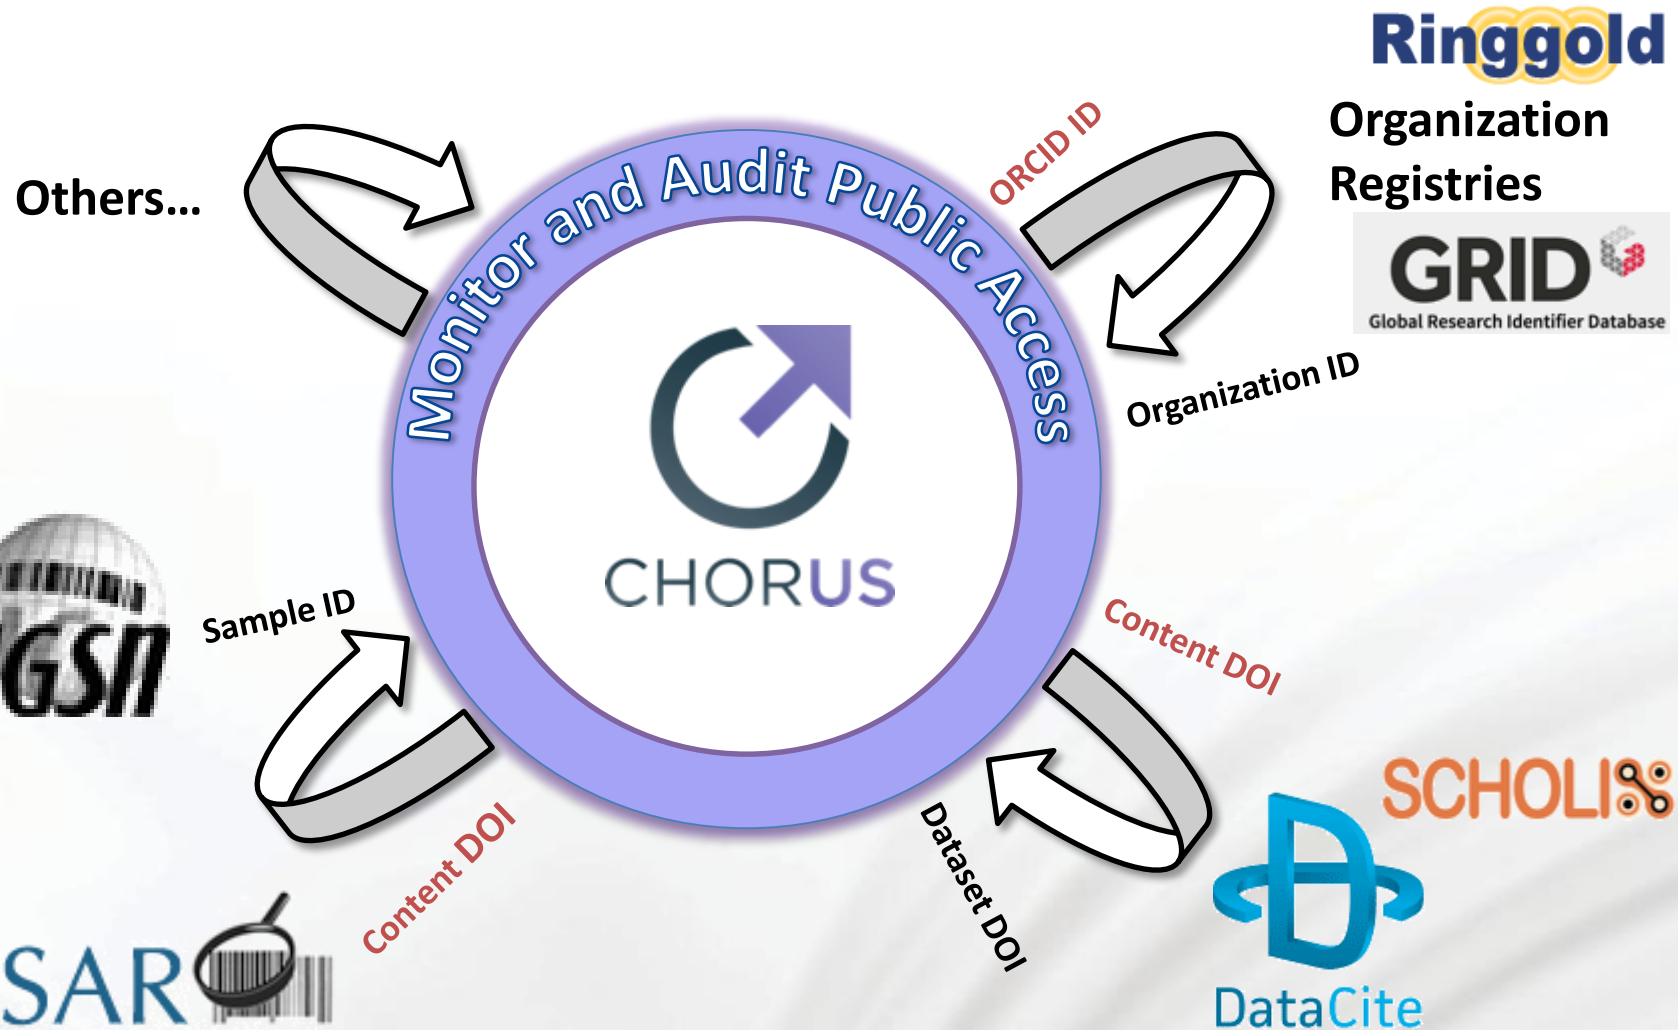 Ringgold
Organization
Registries
GRID
Global Research Identifier Database
ORCID ID
Organization ID
Others...
Monitor and Audit Public Access
CHORUS
Sample ID
Content DOI
GSN
SAR
Content DOI
Dataset DOI
SCHOLIX
DataCite